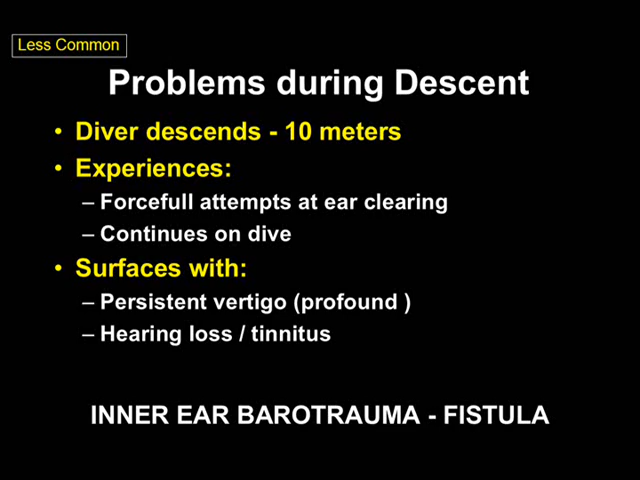 Less Common
Problems during Descent
• Diver descends - 10 meters
• Experiences:
– Forcefull attempts at ear clearing
– Continues on dive
• Surfaces with:
– Persistent vertigo (profound )
– Hearing loss / tinnitus
INNER EAR BAROTRAUMA - FISTULA